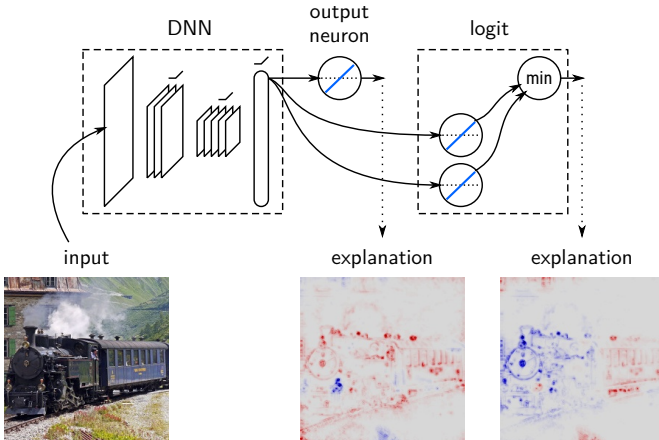 DNN
output
neuron
logit
min
input
explanation
explanation